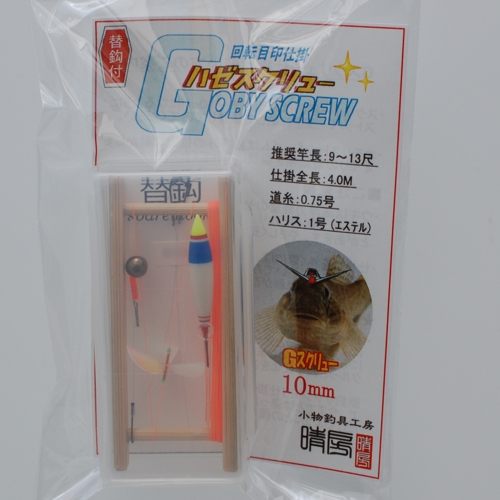 替鈎付
回転目印仕掛
ハゼスクリュー
GOBY SCREW
推奨竿長:9～13尺
仕掛全長:4.0M
道糸:0.75号
ハリス:1号(エステル)
替鈎
Gスクリュー
10mm
小物釣具工房
晴房
晴房